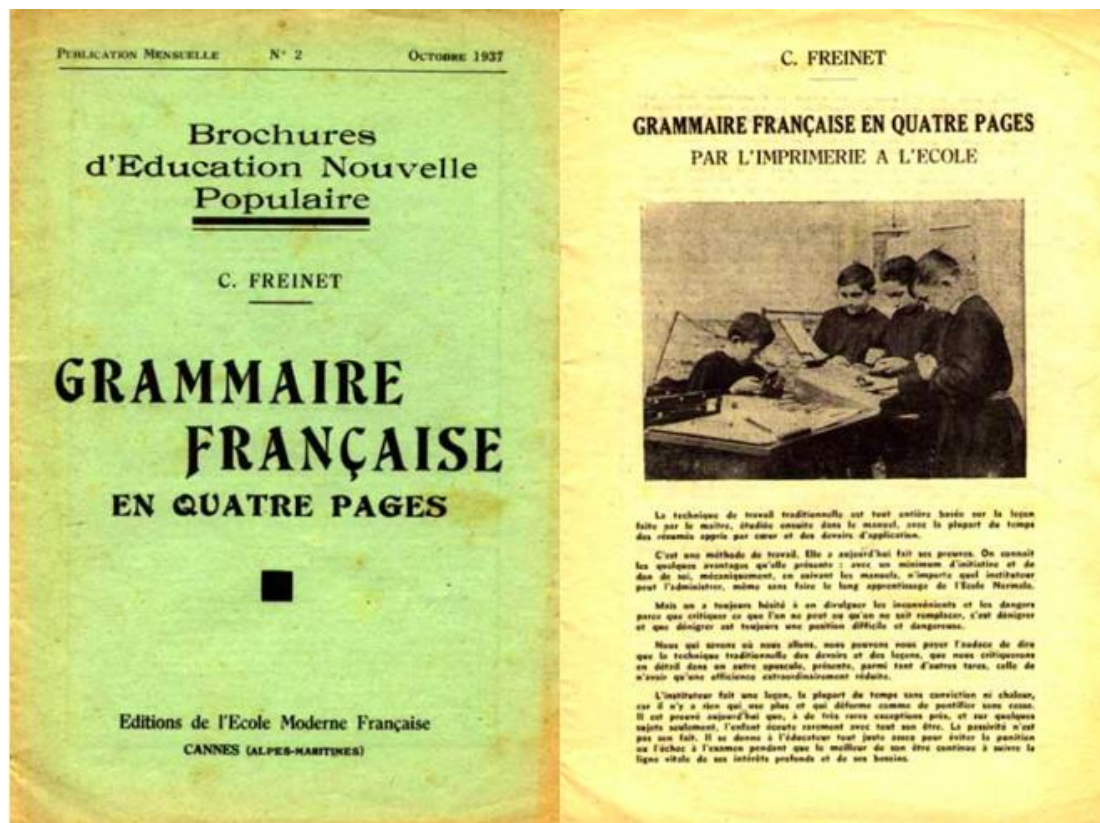 PUBLICATION MENSUELLE N° 2 OCTOBRE 1937
Brochures
d'Education Nouvelle
Populaire
C. FREINET
GRAMMAIRE
FRANÇAISE
EN QUATRE PAGES
Editions de l'Ecole Moderne Française
CANNES (ALPES-MARITIMES)
C. FREINET
GRAMMAIRE FRANÇAISE EN QUATRE PAGES
PAR L'IMPRIMERIE A L'ECOLE
La technique de travail traditionnelle est tout entière basée sur la leçon
faite par le maître, étudiée ensuite dans le manuel, avec la plupart du temps
des résumés appris par cœur et des devoirs d'application.
C'est une méthode de travail. Elle a aujourd'hui fait ses preuves. On connait
les quelques avantages qu'elle présente : avec un minimum d'initiative et de
don de soi, mécaniquement, en suivant les manuels, n'importe quel instituteur
peut l'administrer, même sans faire le long apprentissage de l'Ecole Normale.
Mais on a toujours hésité à en divulguer les inconvénients et les dangers
parce que critiquer ce que l'on ne peut ou qu'on ne sait remplacer, c'est dénigrer
et que dénigrer est toujours une position difficile et dangereuse.
Nous qui savons où nous allons, nous pouvons nous payer l'audace de dire
que la technique traditionnelle des devoirs et des leçons, que nous critiquerons
en détail dans un autre opuscule, présente, parmi tant d'autres tares, celle de
n'avoir qu'une efficience extraordinairement réduite.
L'instituteur fait une leçon, la plupart du temps sans conviction ni chaleur,
car il n'y a rien qui use plus et qui déforme comme de pontifier sans cesse.
Il est prouvé aujourd'hui que, à de très rares exceptions près, et sur quelques
sujets seulement, l'enfant écoute rarement avec tout son être. La passivité n'est
pas son fait. Il se donne à l'éducateur tout juste assez pour éviter la punition
ou l'échec à l'examen pendant que le meilleur de son être continue à suivre la
ligne vitale de ses intérêts profonds et de ses besoins.